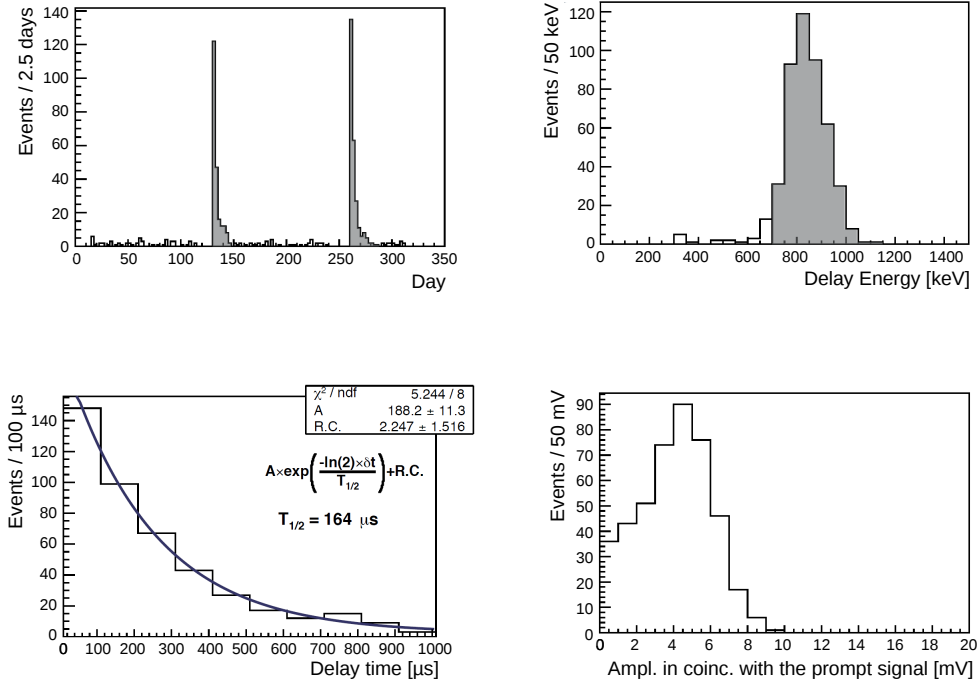 Events / 2.5 days
140
120
100
80
60
40
20
0
0 50 100 150 200 250 300 350
Day
Events / 50 keV
120
100
80
60
40
20
0
0 200 400 600 800 1000 1200 1400
Delay Energy [keV]
Events / 100 µs
140
120
100
80
60
40
20
0
0 100 200 300 400 500 600 700 800 900 1000
Delay time [µs]
χ² / ndf 5.244 / 8
A 188.2 ± 11.3
R.C. 2.247 ± 1.516
A×exp(-ln(2)×δt / T1/2)+R.C.
T1/2 = 164 µs
Events / 50 mV
90
80
70
60
50
40
30
20
10
0
0 2 4 6 8 10 12 14 16 18 20
Ampl. in coinc. with the prompt signal [mV]